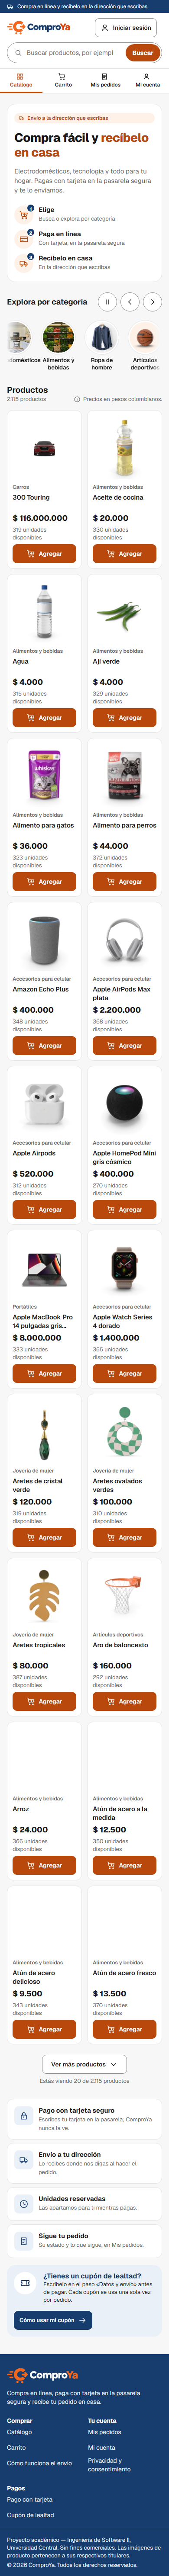 Compra en línea y recíbelo en la dirección que escribas
ComproYa
Iniciar sesión
Buscar productos, por ejempl
Buscar
Catálogo
Carrito
Mis pedidos
Mi cuenta
Envío a la dirección que escribas
Compra fácil y recíbelo
en casa
Electrodomésticos, tecnología y todo para tu
hogar. Pagas con tarjeta en la pasarela segura
y te lo enviamos.
1
Elige
Busca o explora por categoría
2
Paga en línea
Con tarjeta, en la pasarela segura
3
Recíbelo en casa
En la dirección que escribas
Explora por categoría
domésticos
Alimentos y
bebidas
Ropa de
hombre
Artículos
deportivos
Productos
2.115 productos
Precios en pesos colombianos.
Carros
300 Touring
$ 116.000.000
319 unidades
disponibles
Agregar
Alimentos y bebidas
Aceite de cocina
$ 20.000
330 unidades
disponibles
Agregar
Alimentos y bebidas
Agua
$ 4.000
315 unidades
disponibles
Agregar
Alimentos y bebidas
Ají verde
$ 4.000
329 unidades
disponibles
Agregar
whiskas
Alimentos y bebidas
Alimento para gatos
$ 36.000
323 unidades
disponibles
Agregar
Alimentos y bebidas
Alimento para perros
$ 44.000
372 unidades
disponibles
Agregar
Accesorios para celular
Amazon Echo Plus
$ 400.000
348 unidades
disponibles
Agregar
Accesorios para celular
Apple AirPods Max
plata
$ 2.200.000
368 unidades
disponibles
Agregar
Accesorios para celular
Apple Airpods
$ 520.000
312 unidades
disponibles
Agregar
Accesorios para celular
Apple HomePod Mini
gris cósmico
$ 400.000
270 unidades
disponibles
Agregar
Portátiles
Apple MacBook Pro
14 pulgadas gris...
$ 8.000.000
333 unidades
disponibles
Agregar
Accesorios para celular
Apple Watch Series
4 dorado
$ 1.400.000
365 unidades
disponibles
Agregar
Joyería de mujer
Aretes de cristal
verde
$ 120.000
319 unidades
disponibles
Agregar
Joyería de mujer
Aretes ovalados
verdes
$ 100.000
310 unidades
disponibles
Agregar
Joyería de mujer
Aretes tropicales
$ 80.000
387 unidades
disponibles
Agregar
Artículos deportivos
Aro de baloncesto
$ 160.000
292 unidades
disponibles
Agregar
Alimentos y bebidas
Arroz
$ 24.000
366 unidades
disponibles
Agregar
Alimentos y bebidas
Atún de acero a la
medida
$ 12.500
350 unidades
disponibles
Agregar
Alimentos y bebidas
Atún de acero
delicioso
$ 9.500
343 unidades
disponibles
Agregar
Alimentos y bebidas
Atún de acero fresco
$ 13.500
370 unidades
disponibles
Agregar
Ver más productos
Estás viendo 20 de 2.115 productos
Pago con tarjeta seguro
Escribes tu tarjeta en la pasarela; ComproYa
nunca la ve.
Envío a tu dirección
Lo recibes donde nos digas al hacer el
pedido.
Unidades reservadas
Las apartamos para ti mientras pagas.
Sigue tu pedido
Su estado y lo que sigue, en Mis pedidos.
¿Tienes un cupón de lealtad?
Escríbelo en el paso «Datos y envío» antes
de pagar. Cada cupón se usa una sola vez
por pedido.
Cómo usar mi cupón
ComproYa
Compra en línea, paga con tarjeta en la pasarela
segura y recibe tu pedido en casa.
Comprar
Catálogo
Carrito
Cómo funciona el envío
Tu cuenta
Mis pedidos
Mi cuenta
Privacidad y
consentimiento
Pagos
Pago con tarjeta
Cupón de lealtad
Proyecto académico — Ingeniería de Software II,
Universidad Central. Sin fines comerciales. Las imágenes de
producto pertenecen a sus respectivos titulares.
© 2026 ComproYa. Todos los derechos reservados.